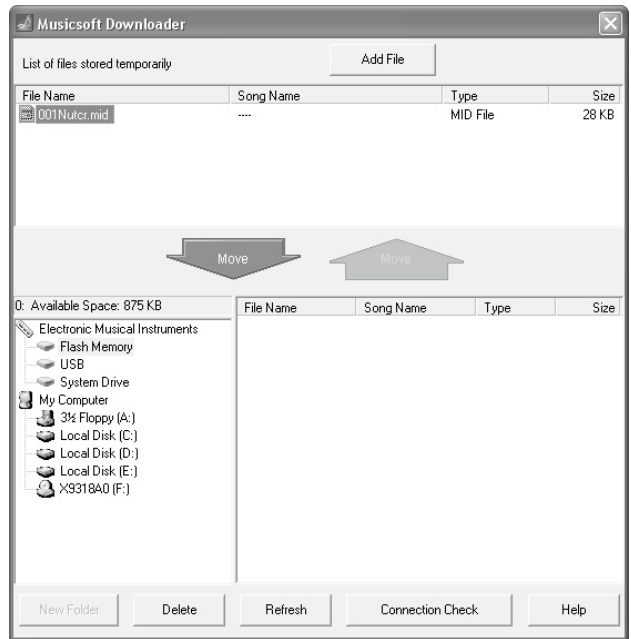 Musicsoft Downloader
List of files stored temporarily
Add File
File Name Song Name Type Size
001Nutcr.mid ---- MID File 28 KB
Move Move
0: Available Space: 875 KB
File Name Song Name Type Size
Electronic Musical Instruments
Flash Memory
USB
System Drive
My Computer
3½ Floppy (A:)
Local Disk (C:)
Local Disk (D:)
Local Disk (E:)
X9318A0 (F:)
New Folder Delete Refresh Connection Check Help